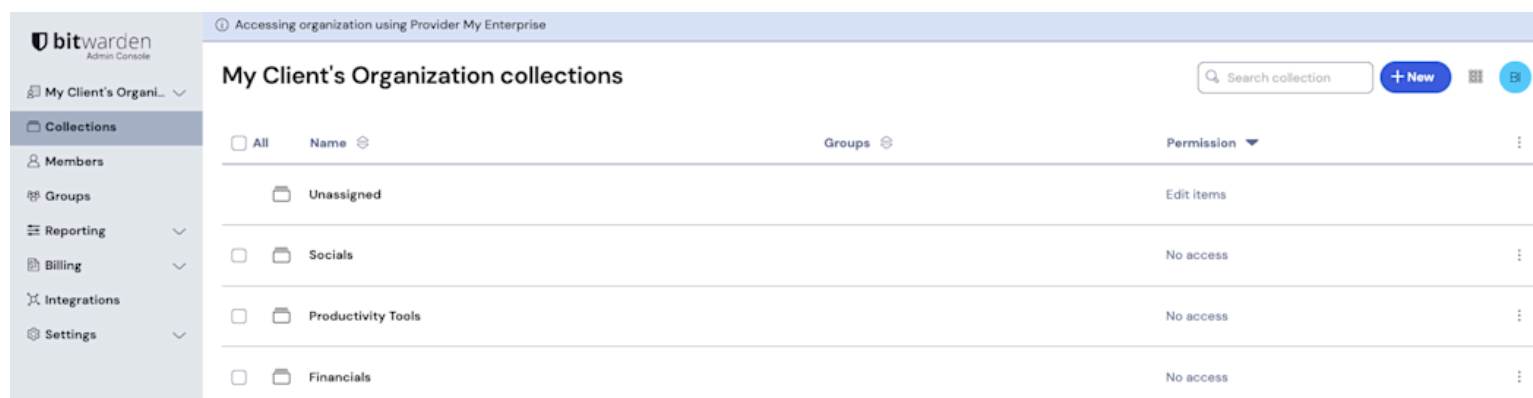 Accessing organization using Provider My Enterprise
bitwarden
Admin Console
My Client's Organi...
Collections
Members
Groups
Reporting
Billing
Integrations
Settings
My Client's Organization collections
Search collection
New
BI
All Name Groups Permission
Unassigned Edit items
Socials No access
Productivity Tools No access
Financials No access